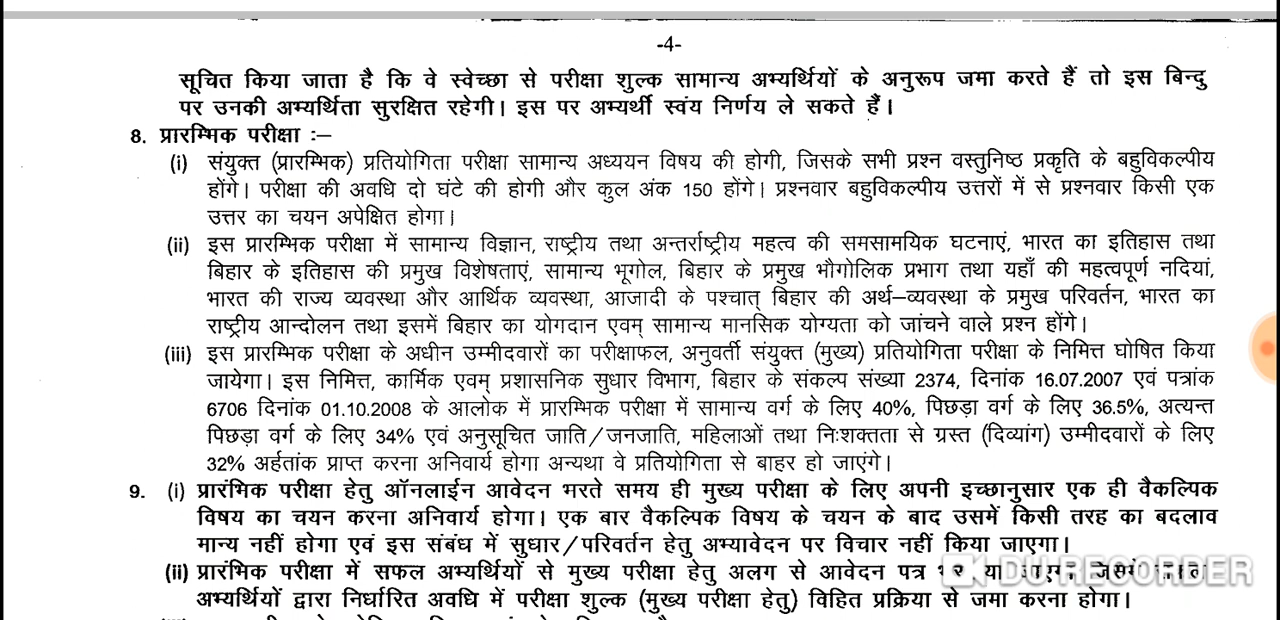 -4-
सूचित किया जाता है कि वे स्वेच्छा से परीक्षा शुल्क सामान्य अभ्यर्थियों के अनुरूप जमा करते हैं तो इस बिन्दु
पर उनकी अभ्यर्थिता सुरक्षित रहेगी। इस पर अभ्यर्थी स्वंय निर्णय ले सकते हैं।
8. प्रारम्भिक परीक्षा :–
(i) संयुक्त (प्रारम्भिक) प्रतियोगिता परीक्षा सामान्य अध्ययन विषय की होगी, जिसके सभी प्रश्न वस्तुनिष्ठ प्रकृति के बहुविकल्पीय
होंगे। परीक्षा की अवधि दो घंटे की होगी और कुल अंक 150 होंगे। प्रश्नवार बहुविकल्पीय उत्तरों में से प्रश्नवार किसी एक
उत्तर का चयन अपेक्षित होगा।
(ii) इस प्रारम्भिक परीक्षा में सामान्य विज्ञान, राष्ट्रीय तथा अन्तर्राष्ट्रीय महत्व की समसामयिक घटनाएं, भारत का इतिहास तथा
बिहार के इतिहास की प्रमुख विशेषताएं, सामान्य भूगोल, बिहार के प्रमुख भौगोलिक प्रभाग तथा यहाँ की महत्वपूर्ण नदियां,
भारत की राज्य व्यवस्था और आर्थिक व्यवस्था, आजादी के पश्चात् बिहार की अर्थ–व्यवस्था के प्रमुख परिवर्तन, भारत का
राष्ट्रीय आन्दोलन तथा इसमें बिहार का योगदान एवम् सामान्य मानसिक योग्यता को जांचने वाले प्रश्न होंगे।
(iii) इस प्रारम्भिक परीक्षा के अधीन उम्मीदवारों का परीक्षाफल, अनुवर्ती संयुक्त (मुख्य) प्रतियोगिता परीक्षा के निमित्त घोषित किया
जायेगा। इस निमित्त, कार्मिक एवम् प्रशासनिक सुधार विभाग, बिहार के संकल्प संख्या 2374, दिनांक 16.07.2007 एवं पत्रांक
6706 दिनांक 01.10.2008 के आलोक में प्रारम्भिक परीक्षा में सामान्य वर्ग के लिए 40%, पिछड़ा वर्ग के लिए 36.5%, अत्यन्त
पिछड़ा वर्ग के लिए 34% एवं अनुसूचित जाति/जनजाति, महिलाओं तथा निःशक्तता से ग्रस्त (दिव्यांग) उम्मीदवारों के लिए
32% अर्हतांक प्राप्त करना अनिवार्य होगा अन्यथा वे प्रतियोगिता से बाहर हो जाएंगे।
9. (i) प्रारंभिक परीक्षा हेतु ऑनलाईन आवेदन भरते समय ही मुख्य परीक्षा के लिए अपनी इच्छानुसार एक ही वैकल्पिक
विषय का चयन करना अनिवार्य होगा। एक बार वैकल्पिक विषय के चयन के बाद उसमें किसी तरह का बदलाव
मान्य नहीं होगा एवं इस संबंध में सुधार/परिवर्तन हेतु अभ्यावेदन पर विचार नहीं किया जाएगा।
(ii) प्रारंभिक परीक्षा में सफल अभ्यर्थियों से मुख्य परीक्षा हेतु अलग से आवेदन पत्र
DU RECORDER
अभ्यर्थियों द्वारा निर्धारित अवधि में परीक्षा शुल्क (मुख्य परीक्षा हेतु) विहित प्रक्रिया से जमा करना होगा।